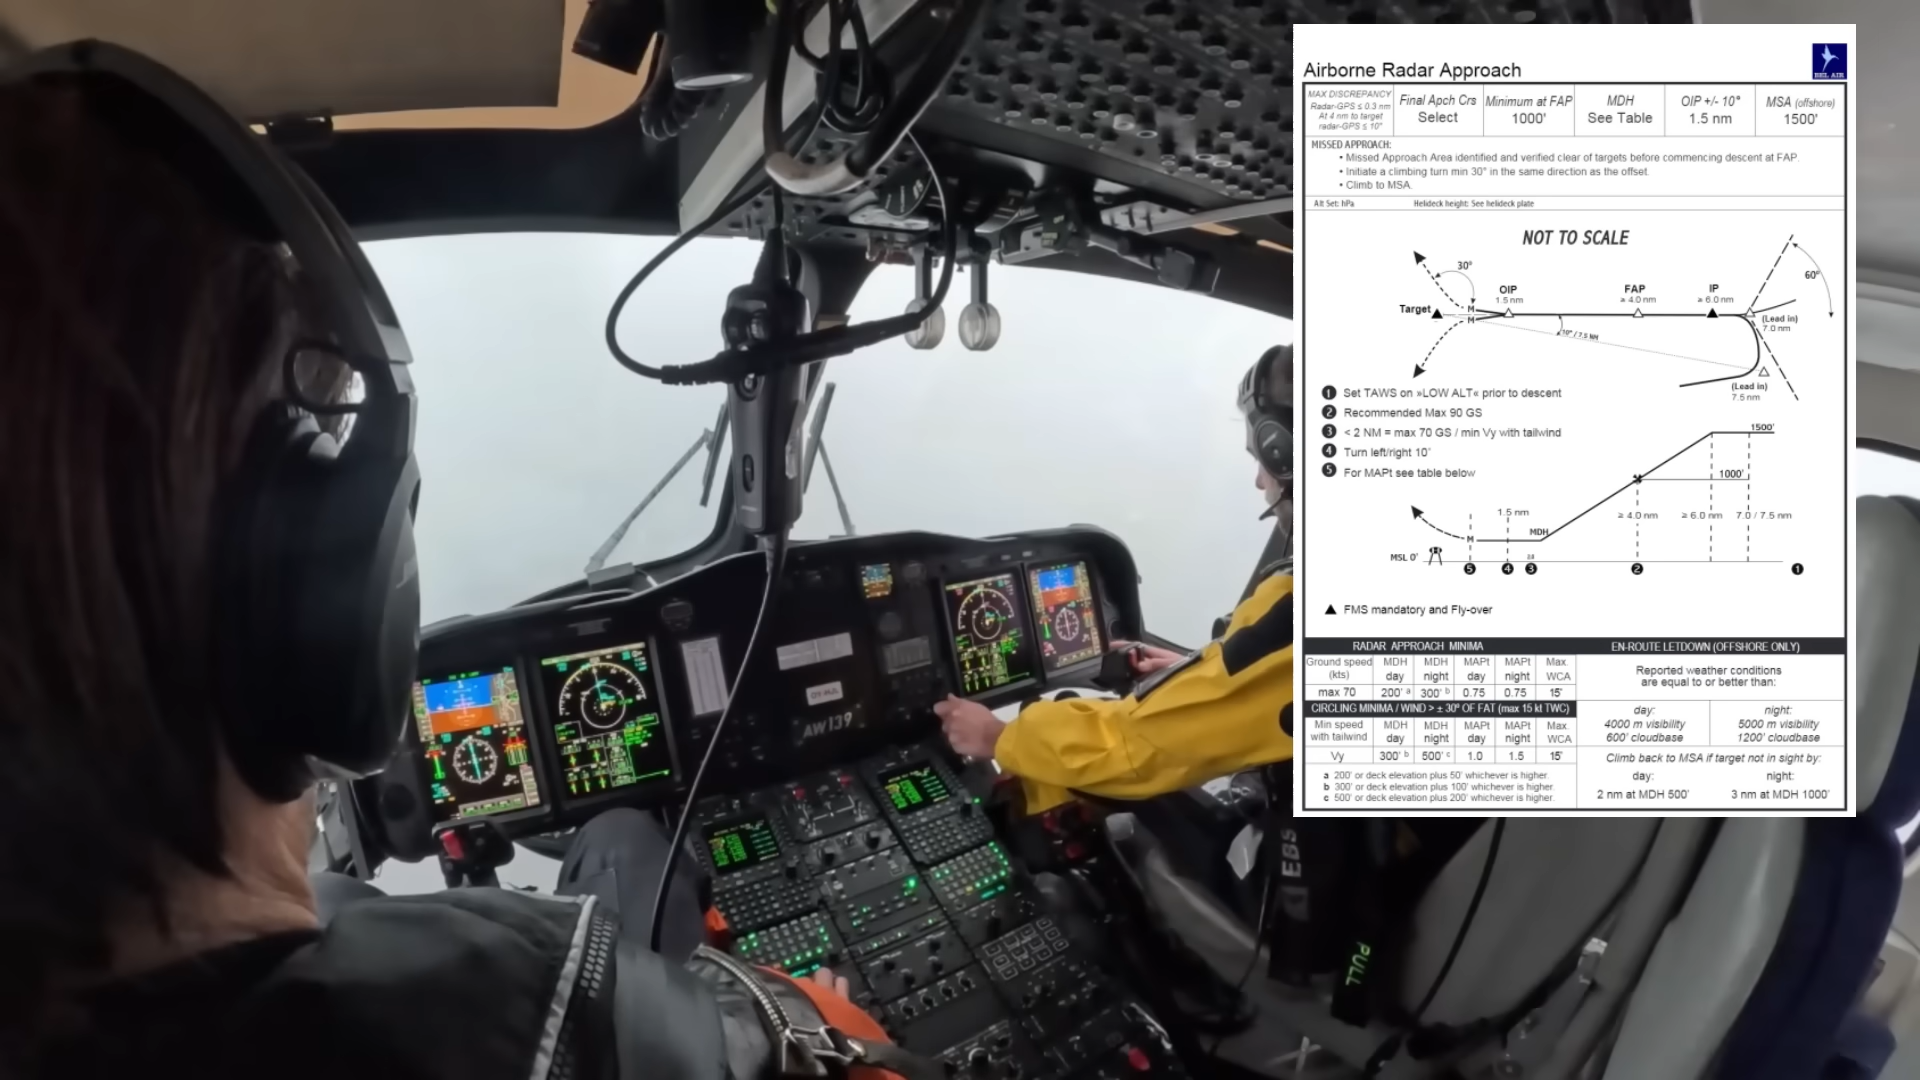 Airborne Radar Approach
BEL AIR
MAX DISCREPANCY
Radar-GPS ≤ 0.3 nm
At 4 nm to target
radar-GPS ≤ 10°
Final Apch Crs
Select
Minimum at FAP
1000'
MDH
See Table
OIP +/- 10°
1.5 nm
MSA (offshore)
1500'
MISSED APPROACH:
• Missed Approach Area identified and verified clear of targets before commencing descent at FAP.
• Initiate a climbing turn min 30° in the same direction as the offset.
• Climb to MSA.
Alt Set: hPa
Helideck height: See helideck plate
NOT TO SCALE
30°
60°
OIP
1.5 nm
FAP
≥ 4.0 nm
IP
≥ 6.0 nm
Target
M
M
(Lead in)
7.0 nm
10° / 7.5 NM
(Lead in)
7.5 nm
1 Set TAWS on »LOW ALT« prior to descent
2 Recommended Max 90 GS
3 < 2 NM = max 70 GS / min Vy with tailwind
4 Turn left/right 10°
5 For MAPt see table below
1500'
1000'
1.5 nm
≥ 4.0 nm
≥ 6.0 nm
7.0 / 7.5 nm
MDH
M
MSL 0'
5 4 3 2 1
▲ FMS mandatory and Fly-over
RADAR APPROACH MINIMA
Ground speed (kts)
MDH day
MDH night
MAPt day
MAPt night
Max. WCA
max 70
200' a
300' b
0.75
0.75
15°
CIRCLING MINIMA / WIND > ± 30° OF FAT (max 15 kt TWC)
Min speed with tailwind
MDH day
MDH night
MAPt day
MAPt night
Max. WCA
Vy
300' b
500' c
1.0
1.5
15°
a 200' or deck elevation plus 50' whichever is higher.
b 300' or deck elevation plus 100' whichever is higher.
c 500' or deck elevation plus 200' whichever is higher.
EN-ROUTE LETDOWN (OFFSHORE ONLY)
Reported weather conditions
are equal to or better than:
day:
4000 m visibility
600' cloudbase
night:
5000 m visibility
1200' cloudbase
Climb back to MSA if target not in sight by:
day:
2 nm at MDH 500'
night:
3 nm at MDH 1000'
AW139
EBS
PULL